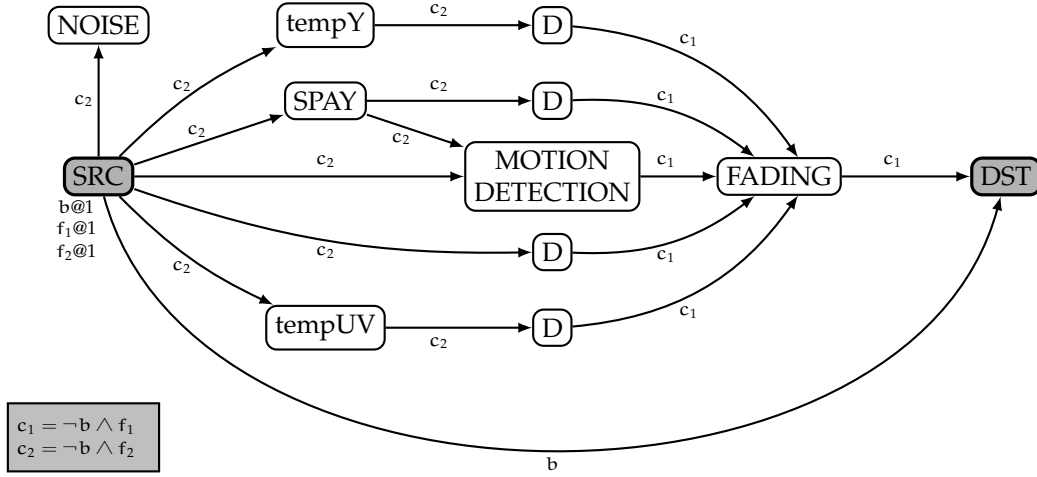 NOISE
tempY
c₂
D
c₁
c₂
c₂
SPAY
c₂
D
c₁
c₂
c₂
SRC
c₂
MOTION
DETECTION
c₁
FADING
c₁
DST
b@1
f₁@1
f₂@1
c₂
D
c₁
c₂
tempUV
c₂
D
c₁
c₁ = ¬b ∧ f₁
c₂ = ¬b ∧ f₂
b